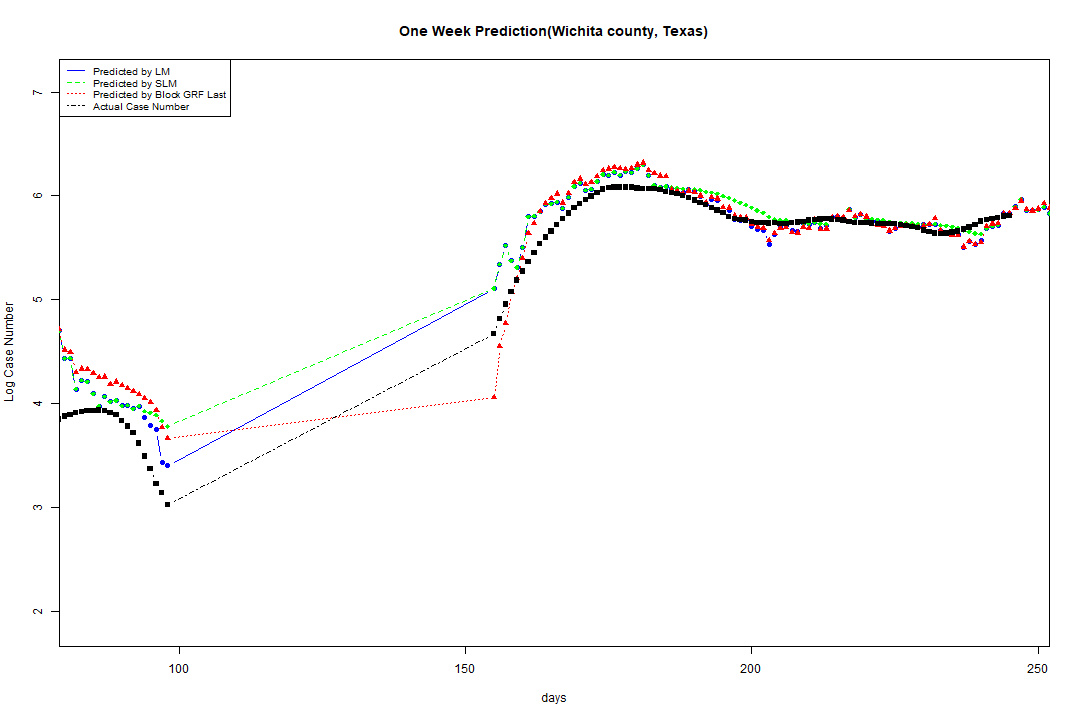 One Week Prediction(Wichita county, Texas)
Predicted by LM
Predicted by SLM
Predicted by Block GRF Last
Actual Case Number
7
6
5
4
3
2
Log Case Number
100
150
200
250
days